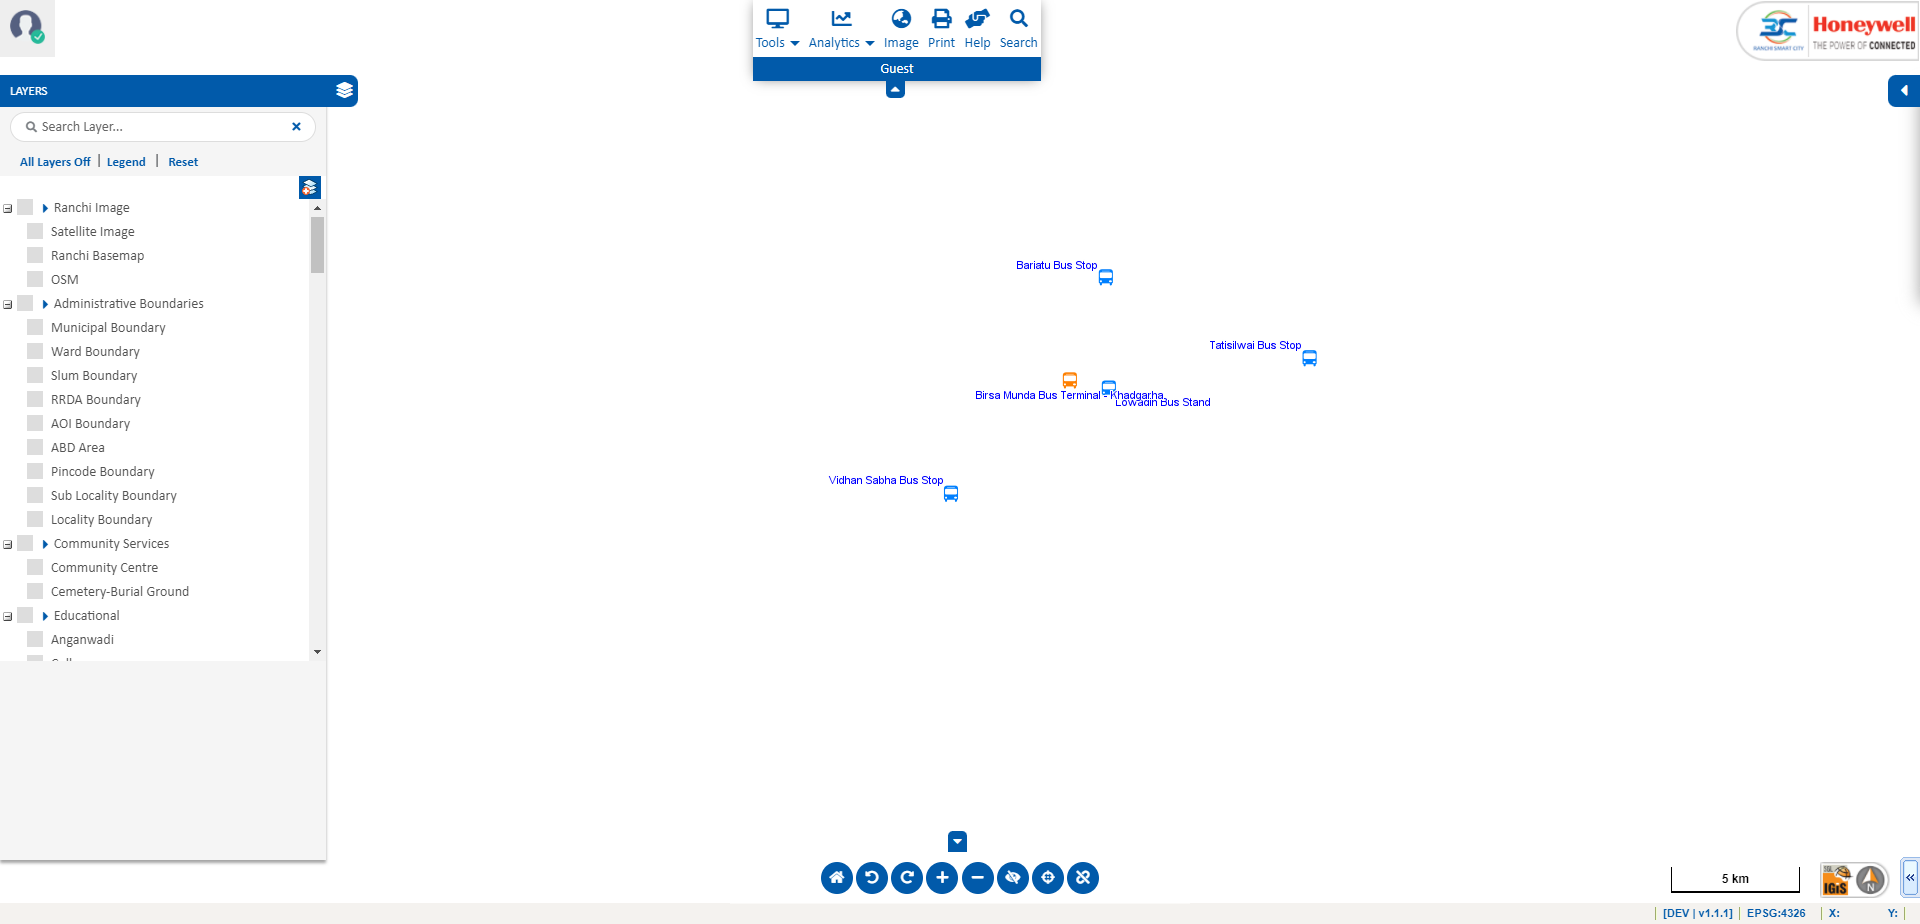 Tools
Analytics
Image
Print
Help
Search
Guest
RANCHI SMART CITY
Honeywell
THE POWER OF CONNECTED
LAYERS
Search Layer...
All Layers Off | Legend | Reset
Ranchi Image
Satellite Image
Ranchi Basemap
OSM
Administrative Boundaries
Municipal Boundary
Ward Boundary
Slum Boundary
RRDA Boundary
AOI Boundary
ABD Area
Pincode Boundary
Sub Locality Boundary
Locality Boundary
Community Services
Community Centre
Cemetery-Burial Ground
Educational
Anganwadi
Bariatu Bus Stop
Tatisilwai Bus Stop
Birsa Munda Bus Terminal - Khadgarha
Lowadih Bus Stand
Vidhan Sabha Bus Stop
5 km
IGiS
N
[DEV | v1.1.1]
EPSG:4326
X:
Y: